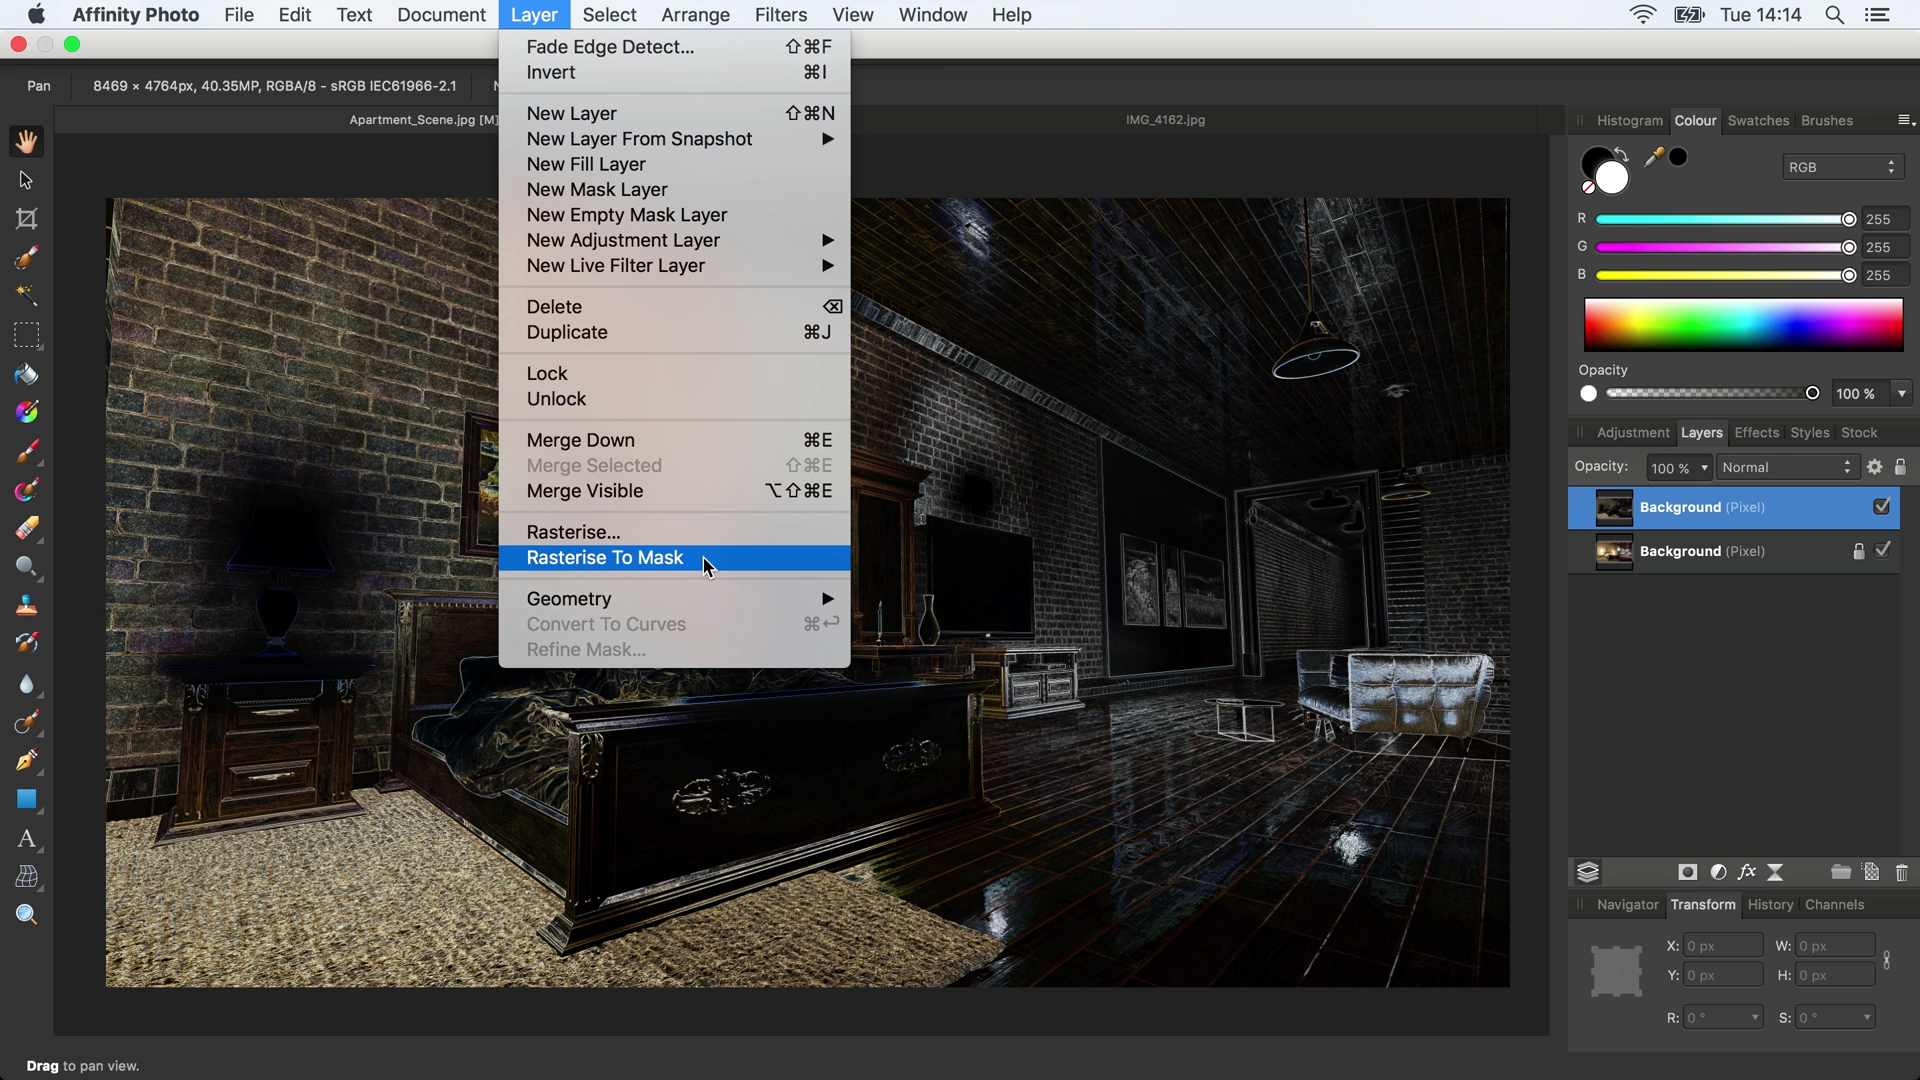 Affinity Photo File Edit Text Document Layer Select Arrange Filters View Window Help Tue 14:14
Pan 8469 × 4764px, 40.35MP, RGBA/8 - sRGB IEC61966-2.1
Apartment_Scene.jpg [M]
IMG_4162.jpg
Fade Edge Detect... ⇧⌘F
Invert ⌘I
New Layer ⇧⌘N
New Layer From Snapshot ▶
New Fill Layer
New Mask Layer
New Empty Mask Layer
New Adjustment Layer ▶
New Live Filter Layer ▶
Delete ⌫
Duplicate ⌘J
Lock
Unlock
Merge Down ⌘E
Merge Selected ⇧⌘E
Merge Visible ⌥⇧⌘E
Rasterise...
Rasterise To Mask
Geometry ▶
Convert To Curves ⌘↩
Refine Mask...
Histogram Colour Swatches Brushes
RGB
R 255
G 255
B 255
Opacity
100 %
Adjustment Layers Effects Styles Stock
Opacity: 100 % Normal
Background (Pixel)
Background (Pixel)
fx
Navigator Transform History Channels
X: 0 px W: 0 px
Y: 0 px H: 0 px
R: 0 ° S: 0 °
A
Drag to pan view.